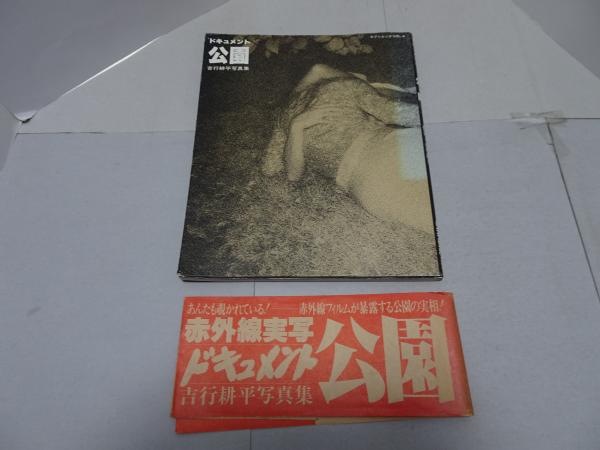 ドキュメント
公園
吉行耕平写真集
あんたも覗かれている!
赤外線フィルムが暴露する公園の実相!
赤外線実写
ドキュメント
公園
吉行耕平写真集